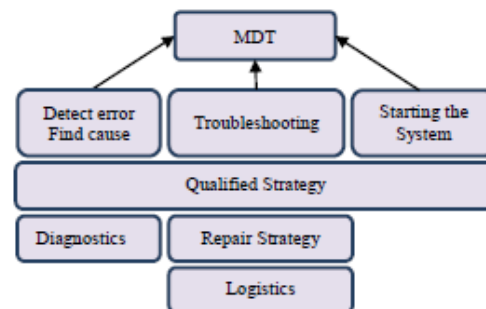 MDT
Detect error
Find cause
Troubleshooting
Starting the
System
Qualified Strategy
Diagnostics
Repair Strategy
Logistics